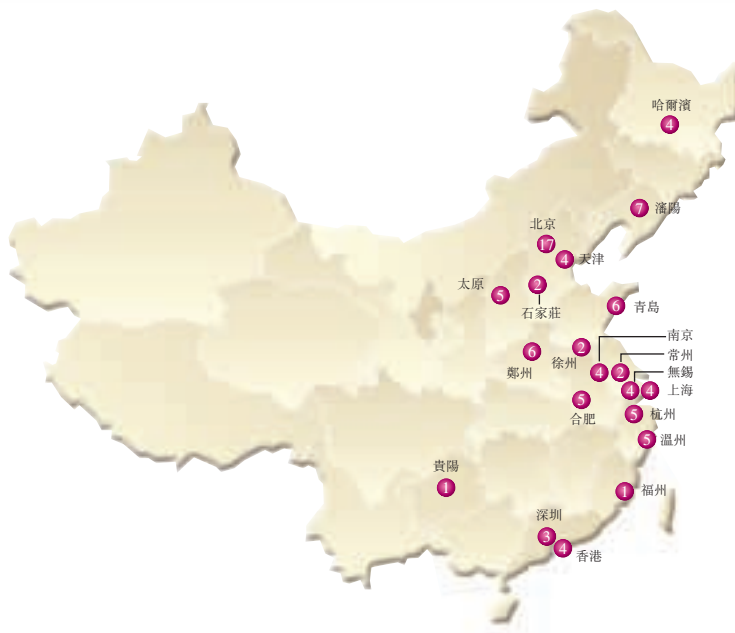 哈爾濱
4
7 瀋陽
北京
17
4 天津
太原
5
2
石家莊
6 青島
南京
常州
無錫
上海
6
鄭州
2
徐州
4
2
4
4
5
合肥
5 杭州
5 溫州
貴陽
1
1 福州
深圳
3
4 香港